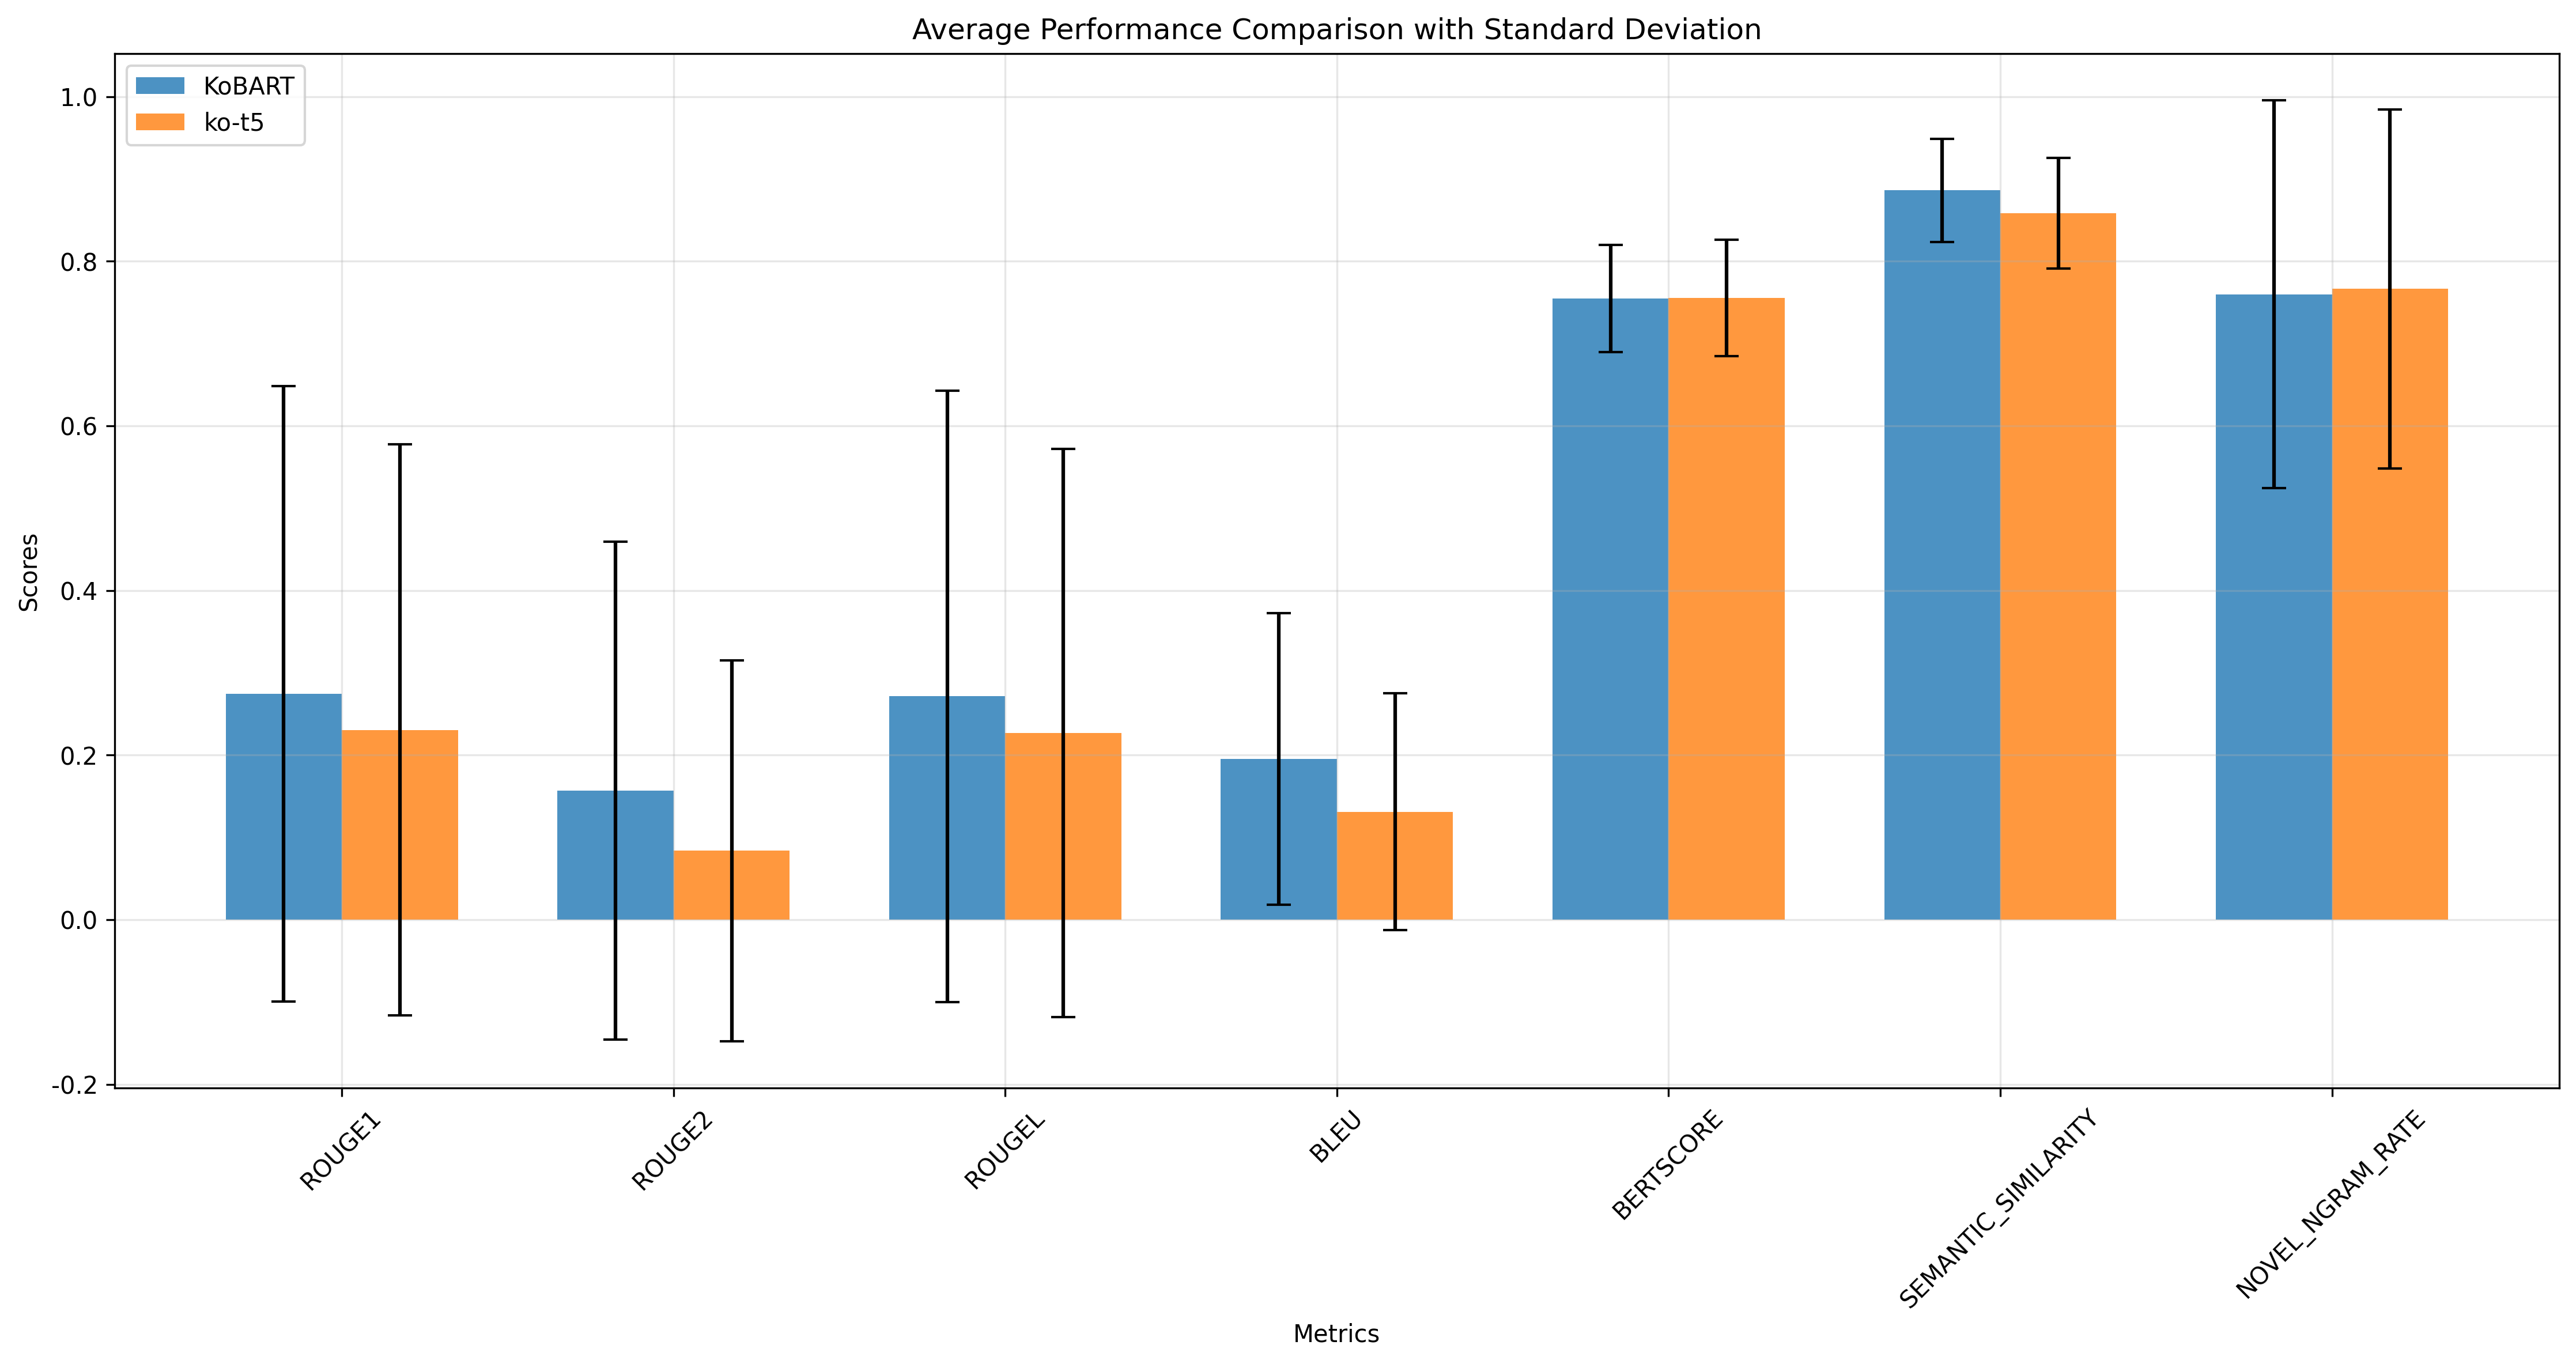 Average Performance Comparison with Standard Deviation
KoBART
ko-t5
1.0
0.8
0.6
0.4
0.2
0.0
-0.2
Scores
ROUGE1
ROUGE2
ROUGEL
BLEU
BERTSCORE
SEMANTIC_SIMILARITY
NOVEL_NGRAM_RATE
Metrics